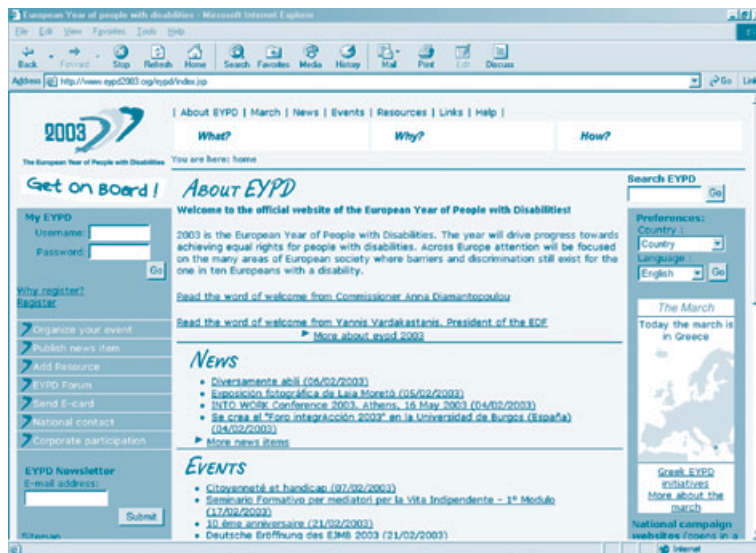 European Year of people with disabilities - Microsoft Internet Explorer
File Edit View Favorites Tools Help
Back Forward Stop Refresh Home Search Favorites Media History Mail Print Edit Discuss
Address http://www.eypd2003.org/eypd/index.jsp Go Link
| About EYPD | March | News | Events | Resources | Links | Help |
2003
What? Why? How?
The European Year of People with Disabilities
You are here: home
Get on Board!
My EYPD
Username:
Password:
Go
Why register?
Register
Organize your event
Publish news item
Add Resource
EYPD Forum
Send E-card
National contact
Corporate participation
EYPD Newsletter
E-mail address:
Submit
Sitemap
About EYPD
Welcome to the official website of the European Year of People with Disabilities!
2003 is the European Year of People with Disabilities. The year will drive progress towards
achieving equal rights for people with disabilities. Across Europe attention will be focused
on the many areas of European society where barriers and discrimination still exist for the
one in ten Europeans with a disability.
Read the word of welcome from Commissioner Anna Diamantopoulou
Read the word of welcome from Yannis Vardakastanis, President of the EDF
More about eypd 2003
News
Diversamente abili (06/02/2003)
Exposición fotográfica de Laia Moretó (05/02/2003)
INTO WORK Conference 2003, Athens, 16 May 2003 (04/02/2003)
Se crea el "Foro integrAcción 2003" en la Universidad de Burgos (España)
(04/02/2003)
More news items
Events
Citoyenneté et handicap (07/02/2003)
Seminario Formativo per mediatori per la Vita Indipendente - 1º Modulo
(17/02/2003)
10 ème anniversaire (21/02/2003)
Deutsche Eröffnung des EJMB 2003 (21/02/2003)
Search EYPD
Go
Preferences:
Country :
Country
Language :
English Go
The March
Today the march is
in Greece
Greek EYPD
initiatives
More about the
march
National campaign
websites (opens in a
Internet